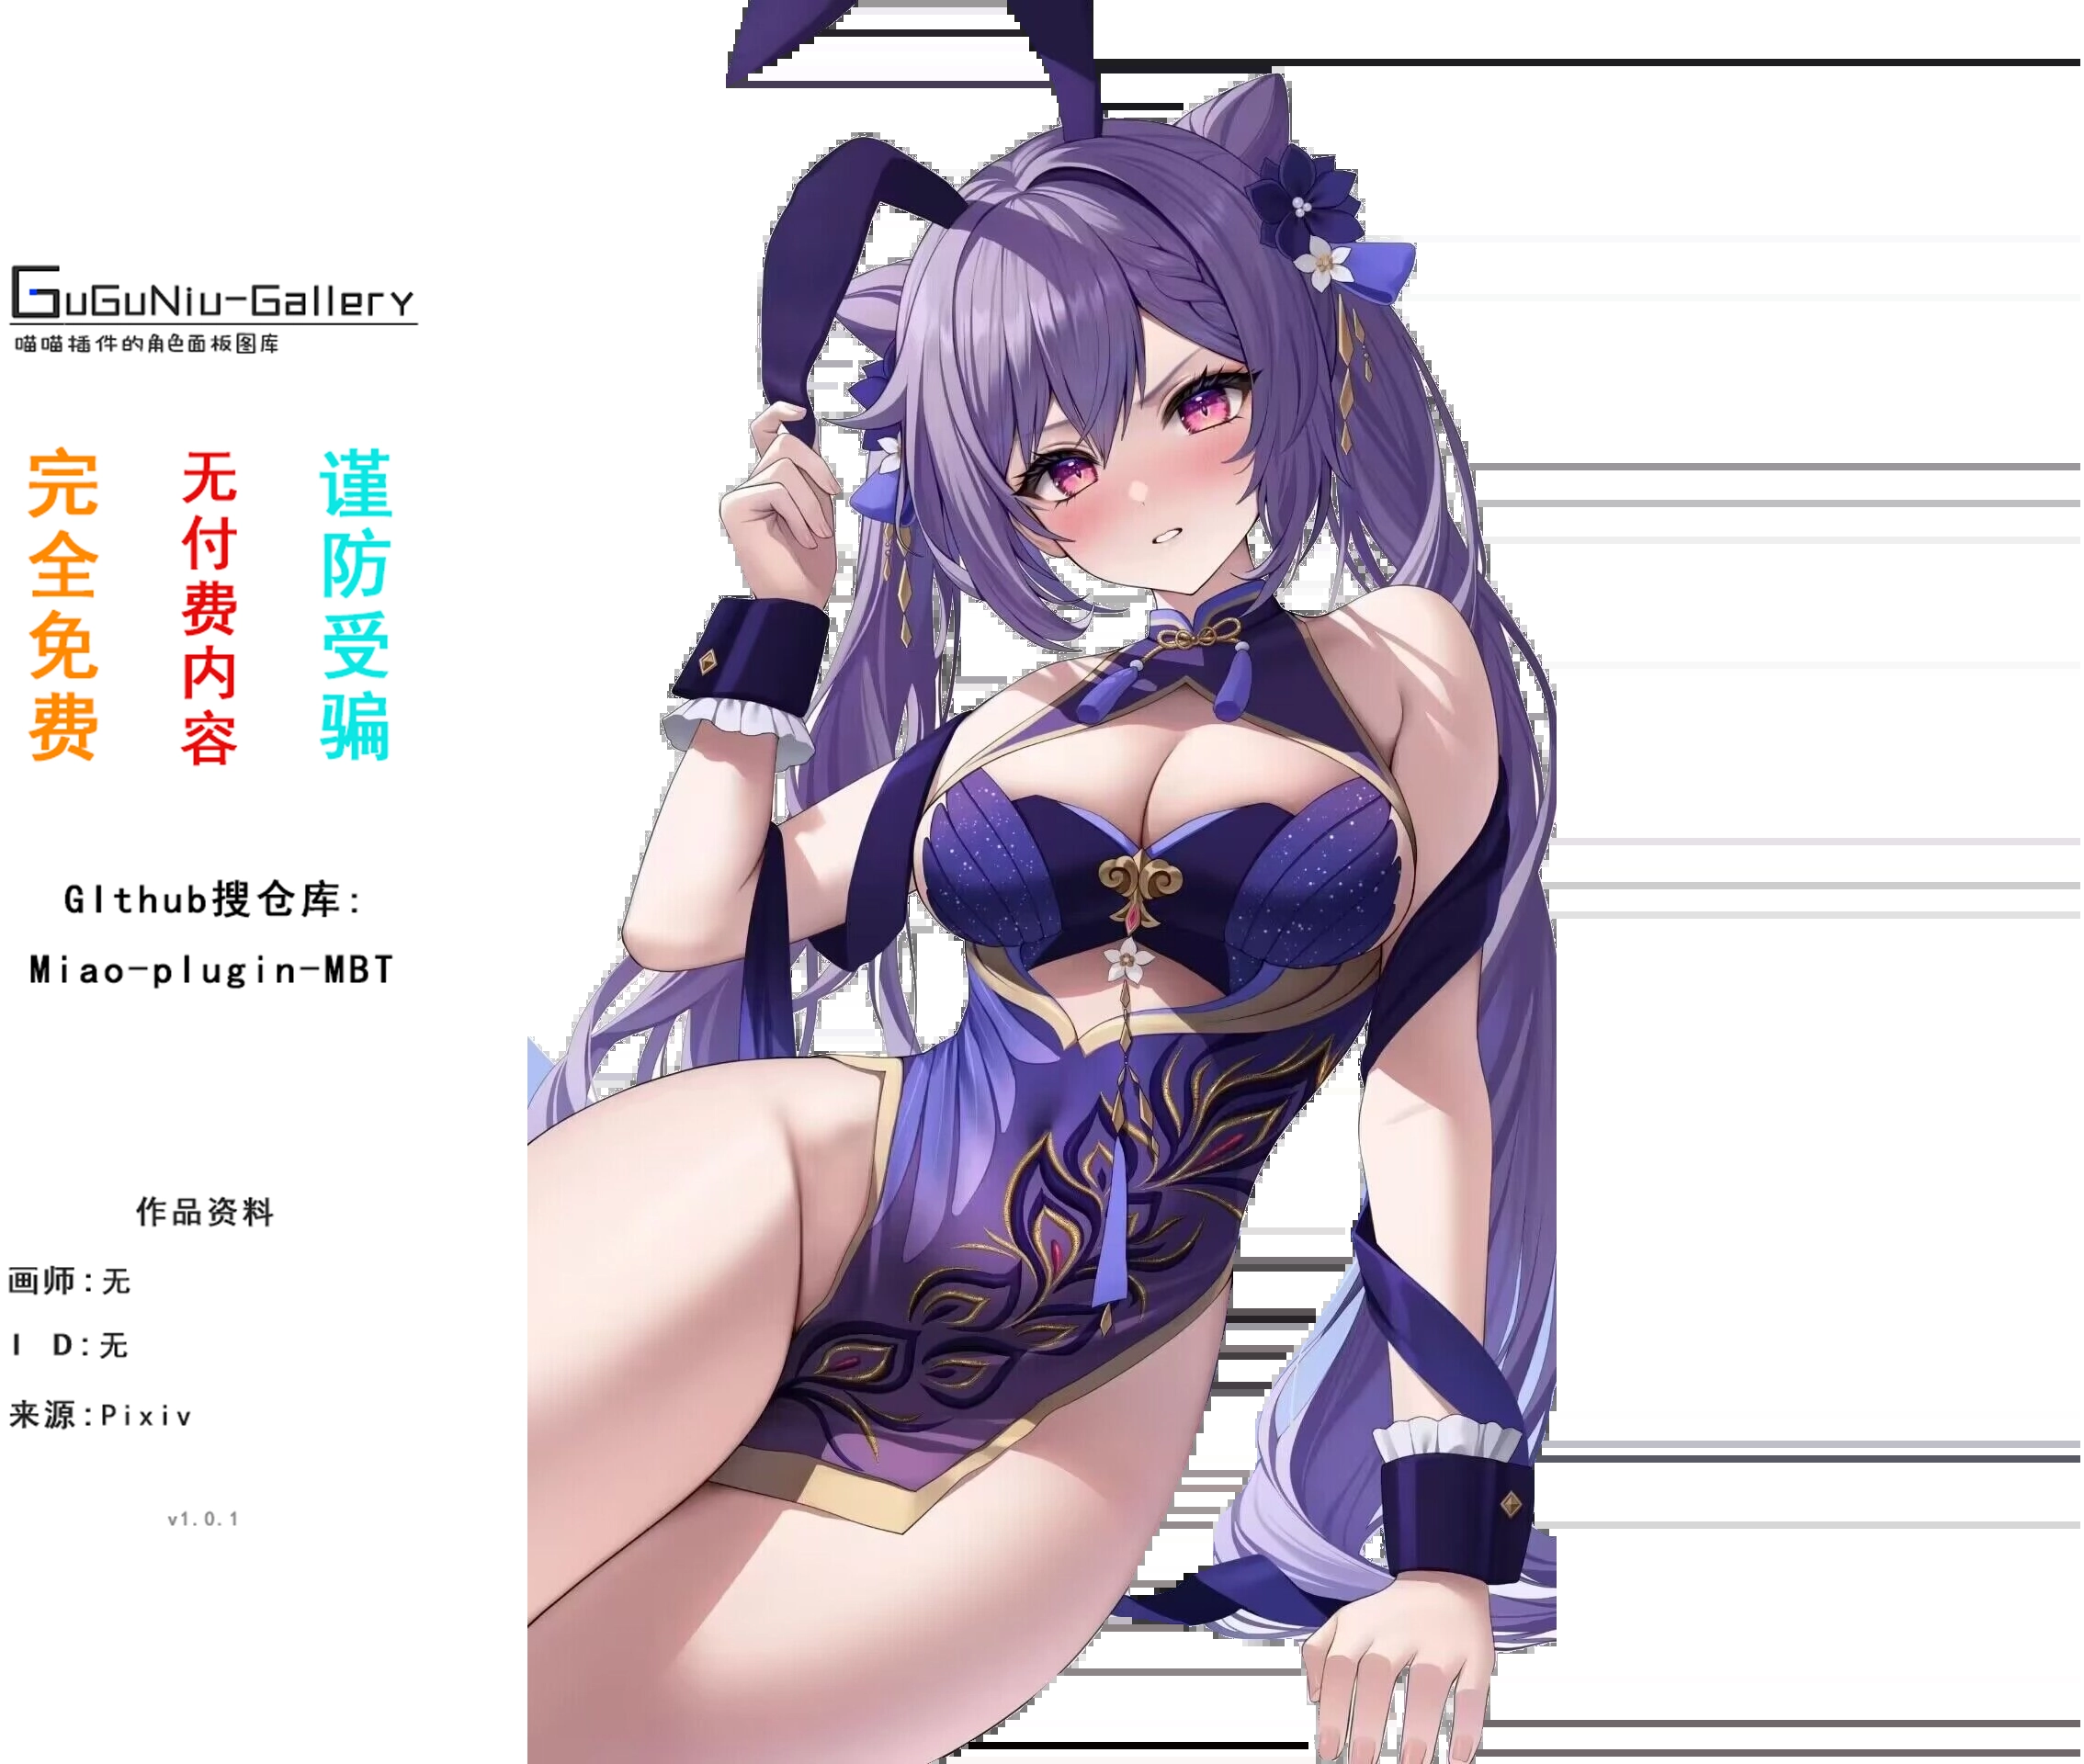 GuGuNiu-Gallery
喵喵插件的角色面板图库
完全免费
无付费内容
谨防受骗
GIthub搜仓库:
Miao-plugin-MBT
作品资料
画师:无
I D:无
来源:Pixiv
v1.0.1